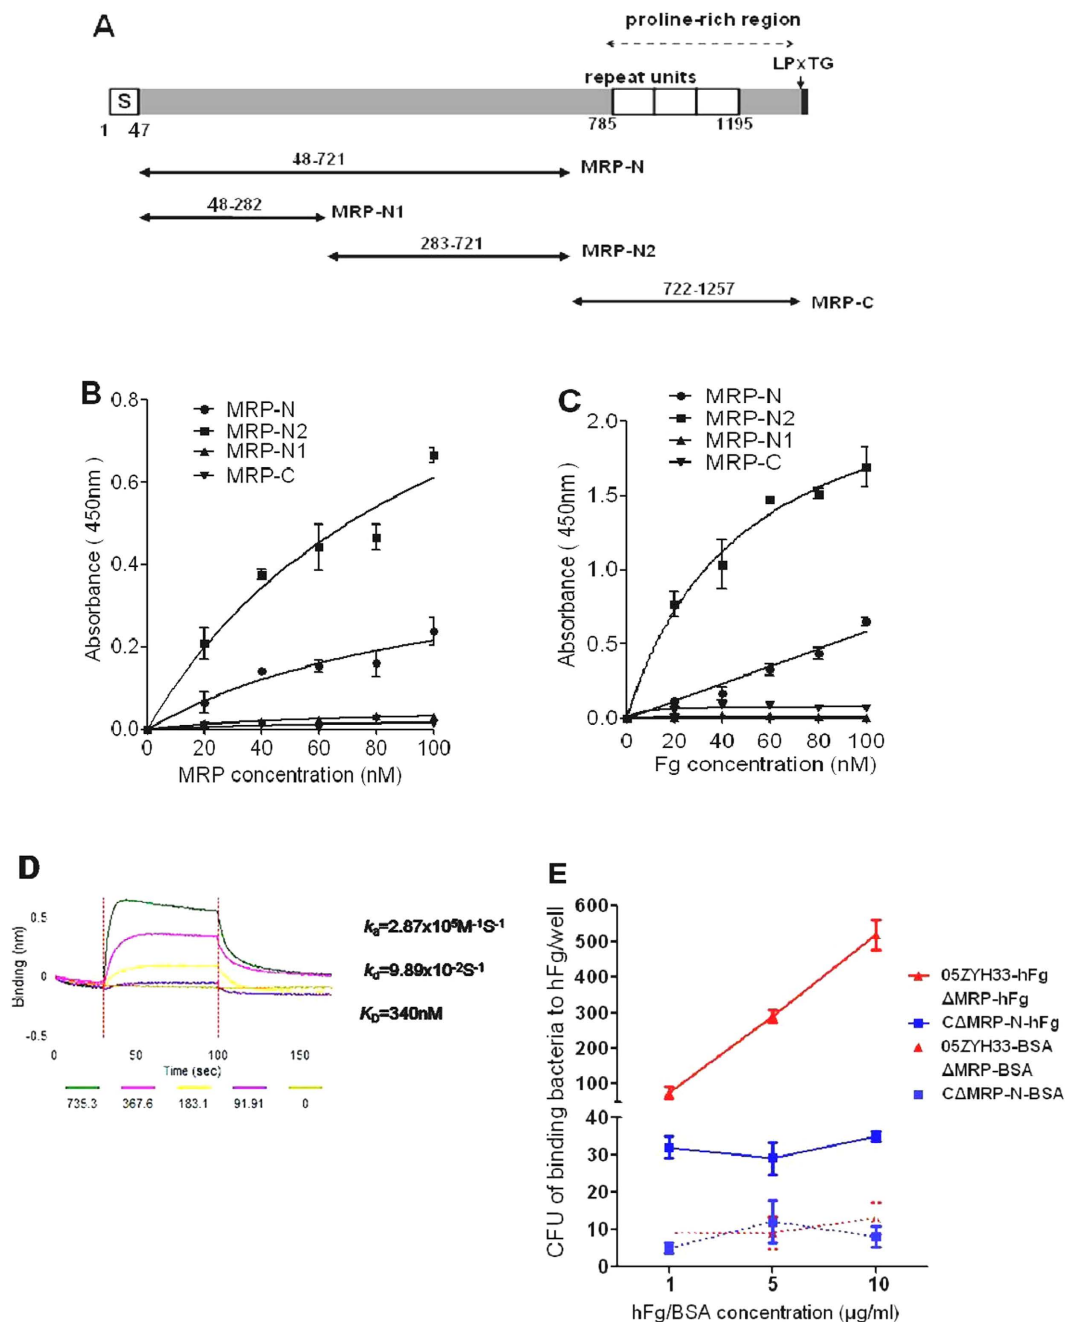 A
proline-rich region
LPxTG
repeat units
S
1
47
785
1195
48-721
MRP-N
48-282
MRP-N1
283-721
MRP-N2
722-1257
MRP-C
B
MRP-N
MRP-N2
MRP-N1
MRP-C
Absorbance ( 450nm )
0.8
0.6
0.4
0.2
0.0
0 20 40 60 80 100
MRP concentration (nM)
C
MRP-N
MRP-N2
MRP-N1
MRP-C
Absorbance ( 450nm )
2.0
1.5
1.0
0.5
0.0
0 20 40 60 80 100
Fg concentration (nM)
D
Binding (nm)
0.5
0
-0.5
0 50 100 150
Time (sec)
735.3 367.6 183.1 91.91 0
ka=2.87x10⁵M⁻¹S⁻¹
kd=9.89x10⁻²S⁻¹
KD=340nM
E
CFU of binding bacteria to hFg/well
600
500
400
300
200
100
40
30
20
10
0
1 5 10
hFg/BSA concentration (µg/ml)
05ZYH33-hFg
ΔMRP-hFg
CΔMRP-N-hFg
05ZYH33-BSA
ΔMRP-BSA
CΔMRP-N-BSA